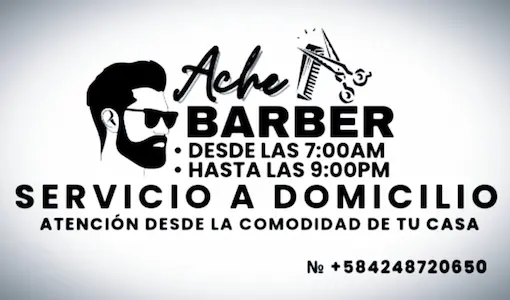 Ache
BARBER
• DESDE LAS 7:00AM
• HASTA LAS 9:00PM
SERVICIO A DOMICILIO
ATENCIÓN DESDE LA COMODIDAD DE TU CASA
№ +584248720650